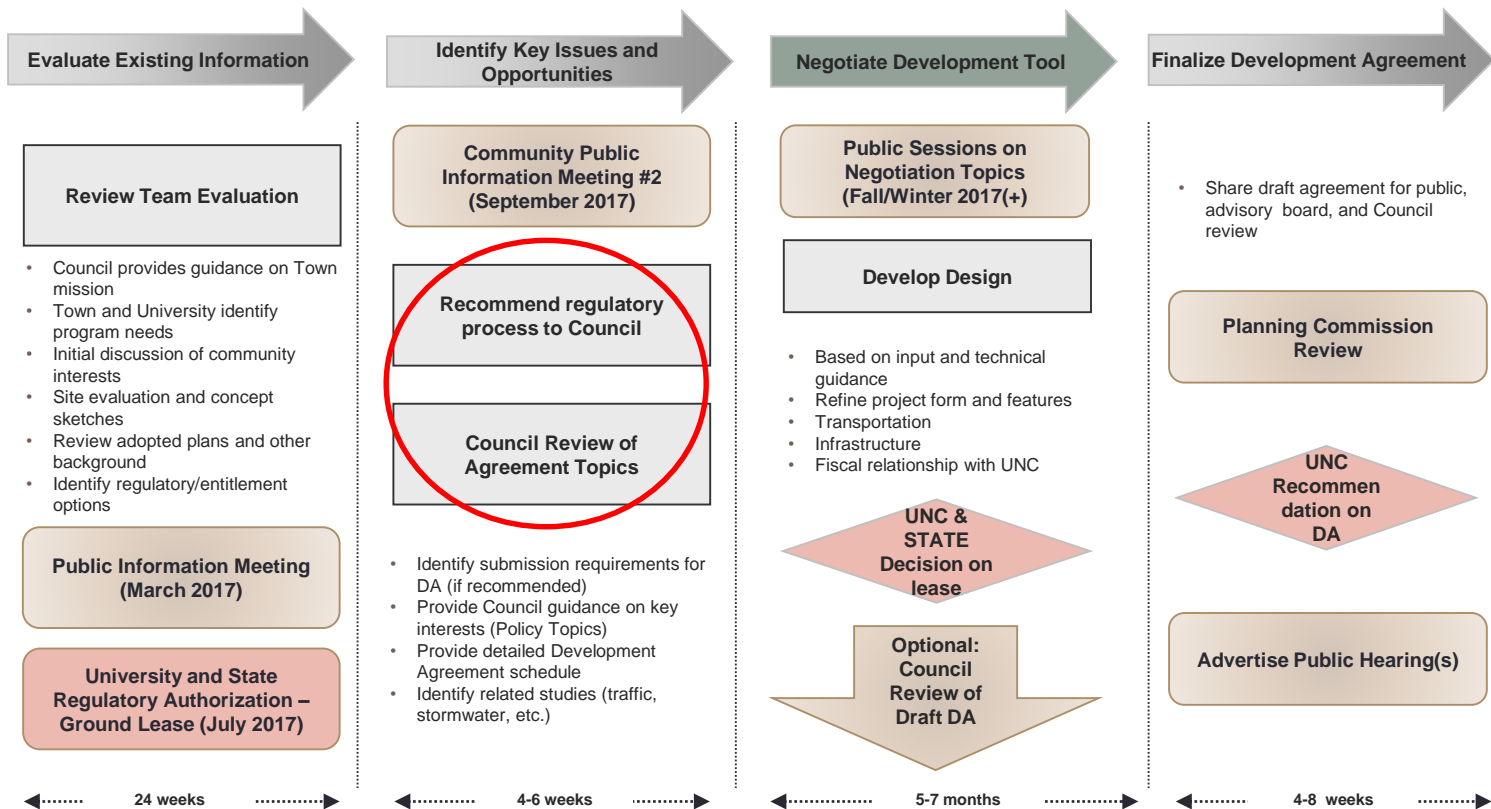 Evaluate Existing Information
Identify Key Issues and
Opportunities
Negotiate Development Tool
Finalize Development Agreement
Review Team Evaluation
• Council provides guidance on Town
mission
• Town and University identify
program needs
• Initial discussion of community
interests
• Site evaluation and concept
sketches
• Review adopted plans and other
background
• Identify regulatory/entitlement
options
Public Information Meeting
(March 2017)
University and State
Regulatory Authorization –
Ground Lease (July 2017)
24 weeks
Community Public
Information Meeting #2
(September 2017)
Recommend regulatory
process to Council
Council Review of
Agreement Topics
• Identify submission requirements for
DA (if recommended)
• Provide Council guidance on key
interests (Policy Topics)
• Provide detailed Development
Agreement schedule
• Identify related studies (traffic,
stormwater, etc.)
4-6 weeks
Public Sessions on
Negotiation Topics
(Fall/Winter 2017(+)
Develop Design
• Based on input and technical
guidance
• Refine project form and features
• Transportation
• Infrastructure
• Fiscal relationship with UNC
UNC &
STATE
Decision on
lease
Optional:
Council
Review of
Draft DA
5-7 months
• Share draft agreement for public,
advisory board, and Council
review
Planning Commission
Review
UNC
Recommen
dation on
DA
Advertise Public Hearing(s)
4-8 weeks